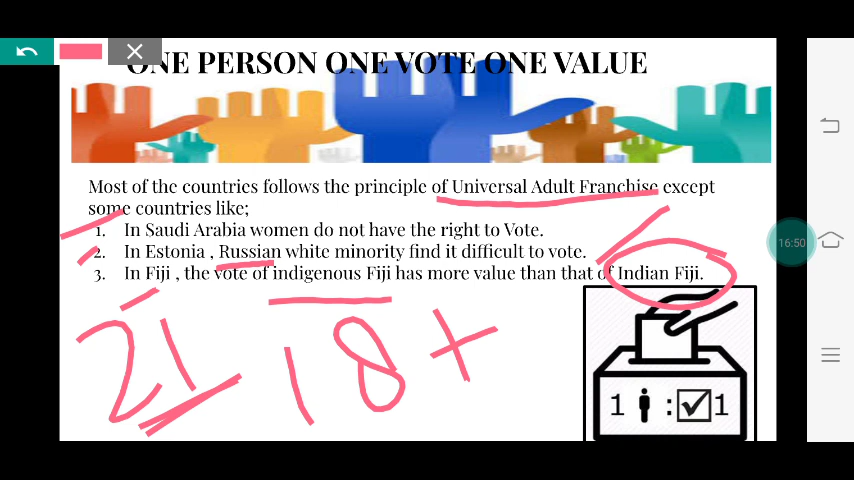 ONE PERSON ONE VOTE ONE VALUE
Most of the countries follows the principle of Universal Adult Franchise except
some countries like;
1. In Saudi Arabia women do not have the right to Vote.
2. In Estonia , Russian white minority find it difficult to vote.
3. In Fiji , the vote of indigenous Fiji has more value than that of Indian Fiji.
16:50
21 18+
1 : 1